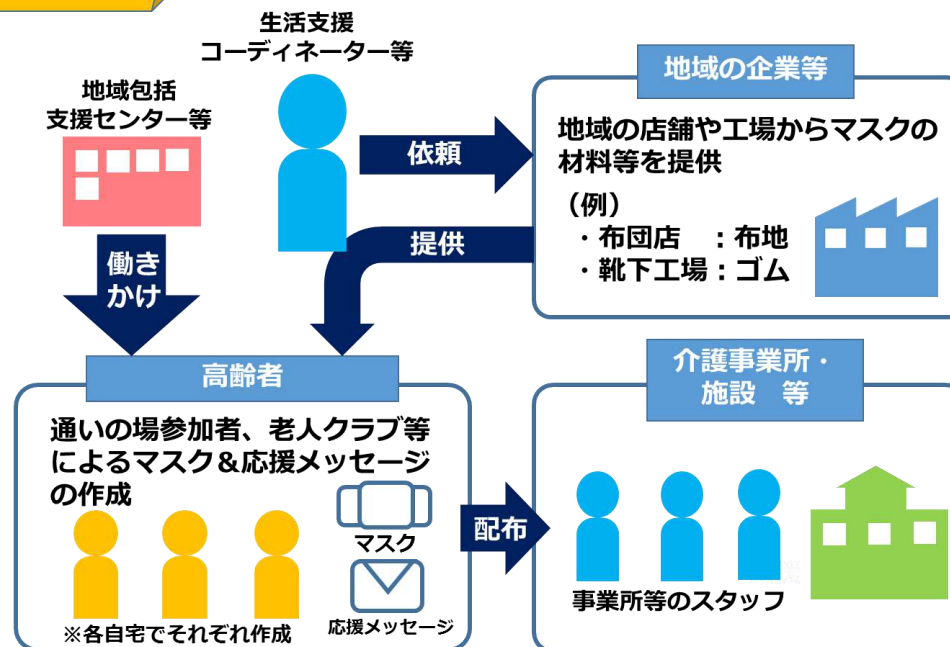 生活支援
コーディネーター等
地域包括
支援センター等
働き
かけ
依頼
提供
地域の企業等
地域の店舗や工場からマスクの
材料等を提供
（例）
・布団店　：布地
・靴下工場：ゴム
高齢者
通いの場参加者、老人クラブ等
によるマスク＆応援メッセージ
の作成
マスク
応援メッセージ
※各自宅でそれぞれ作成
配布
介護事業所・
施設　等
事業所等のスタッフ